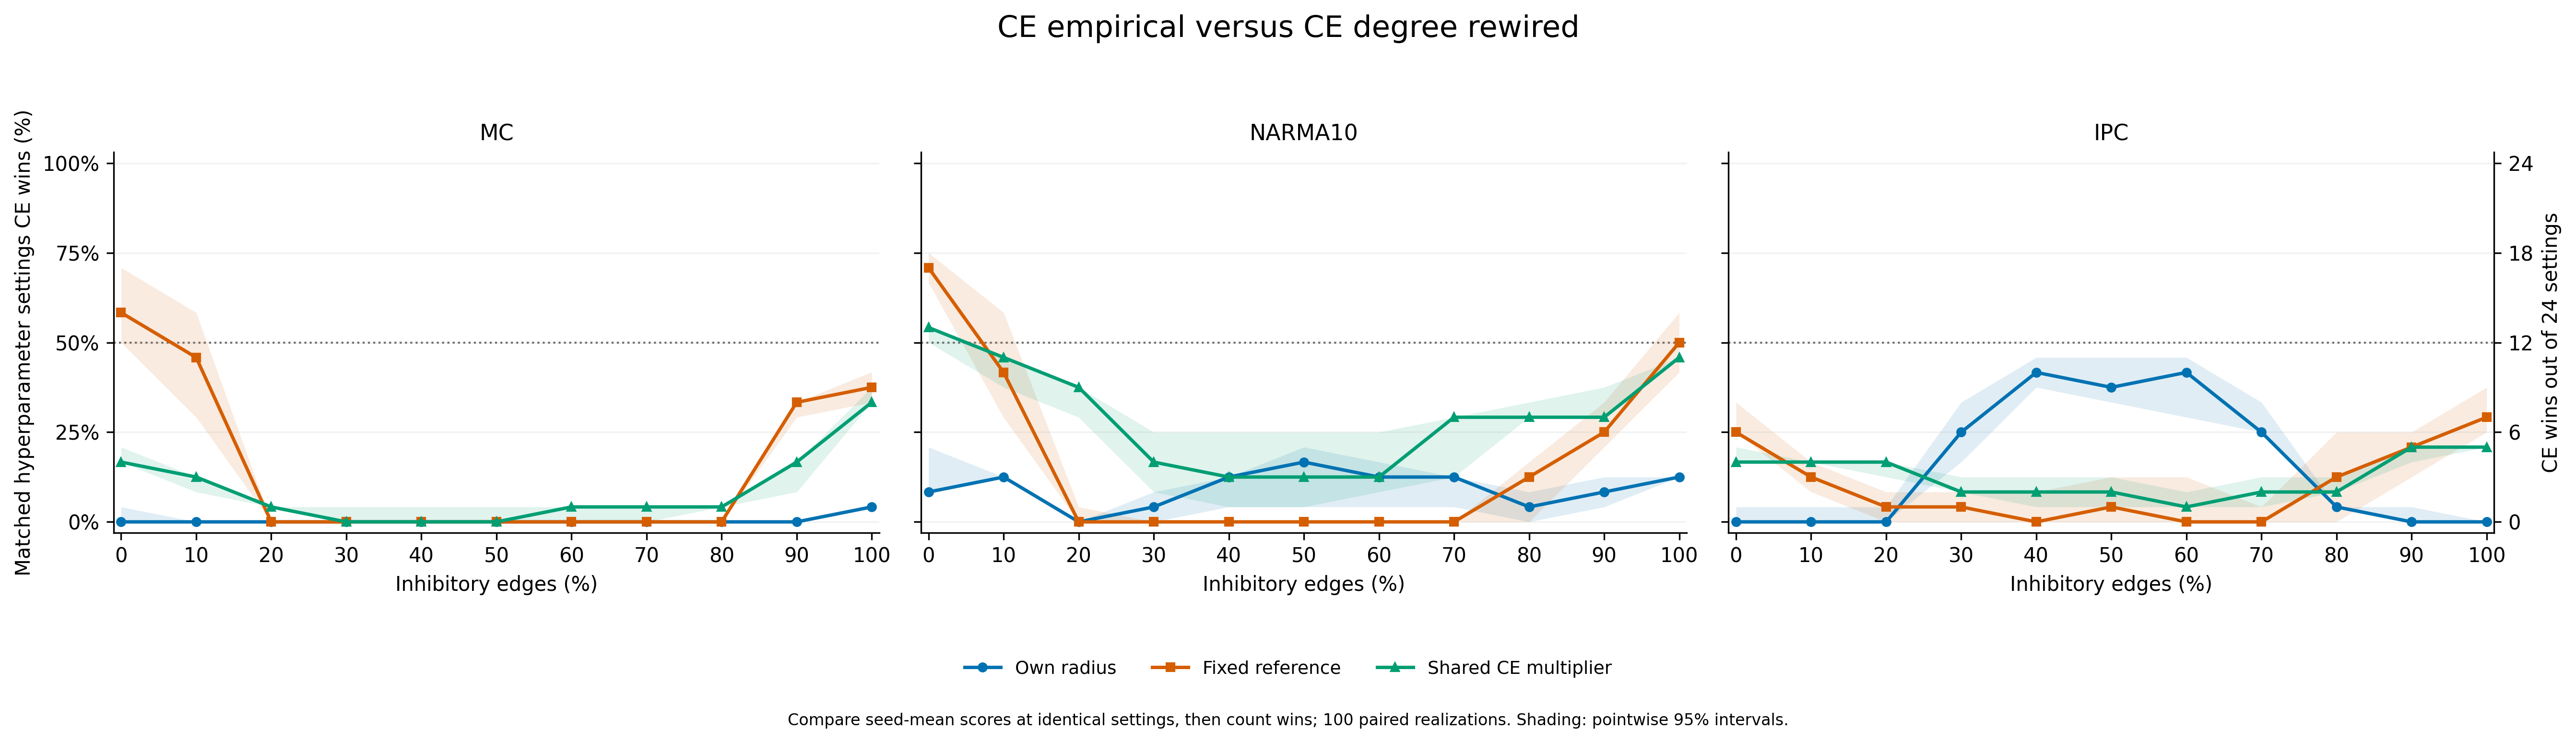 CE empirical versus CE degree rewired
MC
NARMA10
IPC
Matched hyperparameter settings CE wins (%)
100%
75%
50%
25%
0%
0 10 20 30 40 50 60 70 80 90 100
0 10 20 30 40 50 60 70 80 90 100
0 10 20 30 40 50 60 70 80 90 100
24
18
12
6
0
CE wins out of 24 settings
Inhibitory edges (%)
Inhibitory edges (%)
Inhibitory edges (%)
Own radius
Fixed reference
Shared CE multiplier
Compare seed-mean scores at identical settings, then count wins; 100 paired realizations. Shading: pointwise 95% intervals.